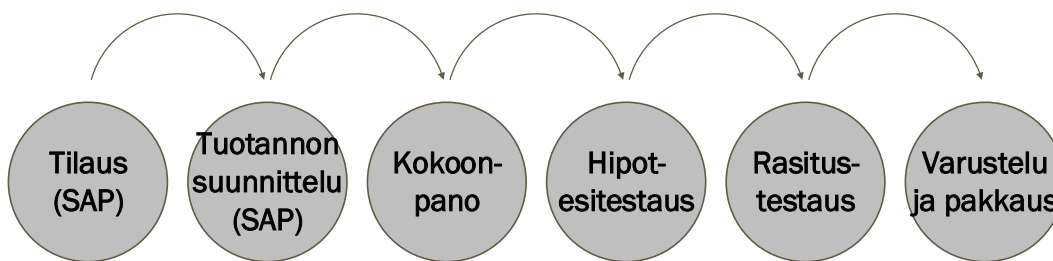 Tilaus
(SAP)
Tuotannon
suunnittelu
(SAP)
Kokoon-
pano
Hipot-
esitestaus
Rasitus-
testaus
Varustelu
ja pakkaus